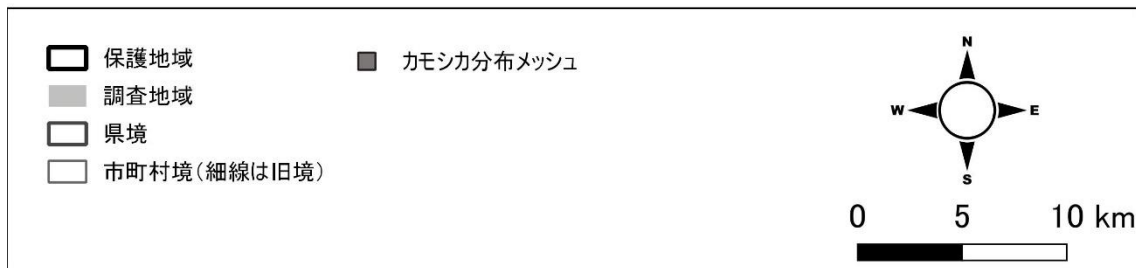 保護地域
調査地域
県境
市町村境(細線は旧境)
カモシカ分布メッシュ
N
W E
S
0 5 10 km